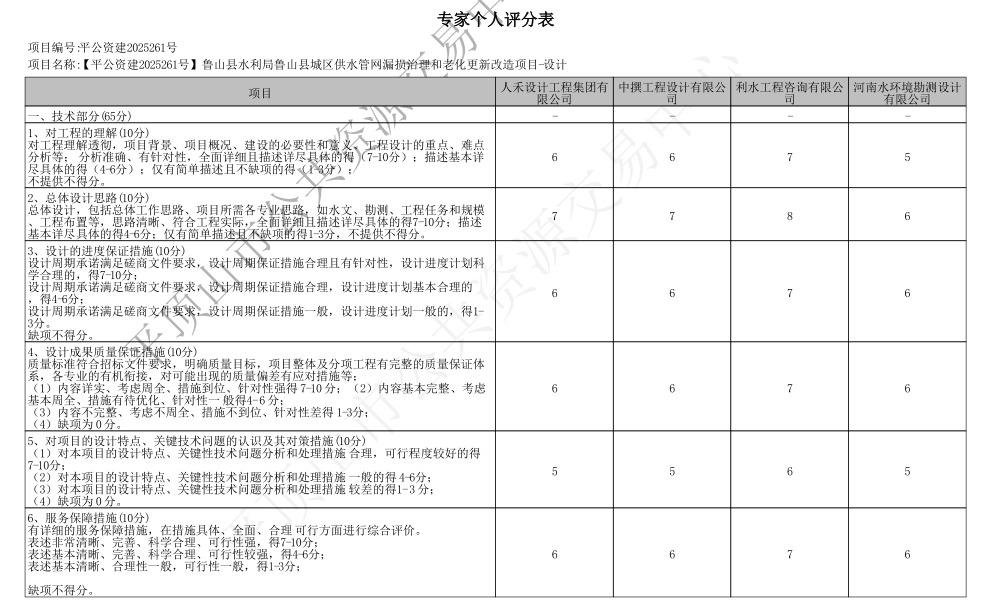 专家个人评分表
项目编号:平公资建2025261号
项目名称:【平公资建2025261号】鲁山县水利局鲁山县城区供水管网漏损治理和老化更新改造项目-设计
项目 人禾设计工程集团有限公司 中撰工程设计有限公司 利水工程咨询有限公司 河南水环境勘测设计有限公司
一、技术部分(65分) - - - -
1、对工程的理解(10分)
对工程理解透彻，项目背景、项目概况、建设的必要性和意义、工程设计的重点、难点
分析等； 分析准确、有针对性，全面详细且描述详尽具体的得（7-10分）；描述基本详
尽具体的得（4-6分）；仅有简单描述且不缺项的得（1-3分）；
不提供不得分。
6 6 7 5
2、总体设计思路(10分)
总体设计，包括总体工作思路、项目所需各专业思路，如水文、勘测、工程任务和规模
、工程布置等，思路清晰、符合工程实际，全面详细且描述详尽具体的得7-10分；描述
基本详尽具体的得4-6分；仅有简单描述且不缺项的得1-3分，不提供不得分。
7 7 8 6
3、设计的进度保证措施(10分)
设计周期承诺满足磋商文件要求，设计周期保证措施合理且有针对性，设计进度计划科
学合理的，得7-10分；
设计周期承诺满足磋商文件要求，设计周期保证措施合理，设计进度计划基本合理的
，得4-6分；
设计周期承诺满足磋商文件要求，设计周期保证措施一般，设计进度计划一般的，得1-
3分。
缺项不得分。
6 6 7 6
4、设计成果质量保证措施(10分)
质量标准符合招标文件要求，明确质量目标，项目整体及分项工程有完整的质量保证体
系，各专业的有机衔接，对可能出现的质量偏差有应对措施等；
（1）内容详实、考虑周全、措施到位、针对性强得 7-10 分；（2）内容基本完整、考虑
基本周全、措施有待优化、针对性一 般得4-6 分；
（3）内容不完整、考虑不周全、措施不到位、针对性差得 1-3分；
（4）缺项为 0 分。
6 6 7 6
5、对项目的设计特点、关键技术问题的认识及其对策措施(10分)
（1）对本项目的设计特点、关键性技术问题分析和处理措施 合理，可行程度较好的得
7-10分；
（2）对本项目的设计特点、关键性技术问题分析和处理措施 一般的得 4-6分；
（3）对本项目的设计特点、关键性技术问题分析和处理措施 较差的得1-3 分；
（4）缺项为 0 分。
5 5 6 5
6、服务保障措施(10分)
有详细的服务保障措施，在措施具体、全面、合理 可行方面进行综合评价。
表述非常清晰、完善、科学合理、可行性强，得7-10分；
表述基本清晰、完善、科学合理、可行性较强，得4-6分；
表述基本清晰、合理性一般，可行性一般，得1-3分；
缺项不得分。
6 6 7 6
平顶山市公共资源交易中心
平顶山市公共资源交易中心